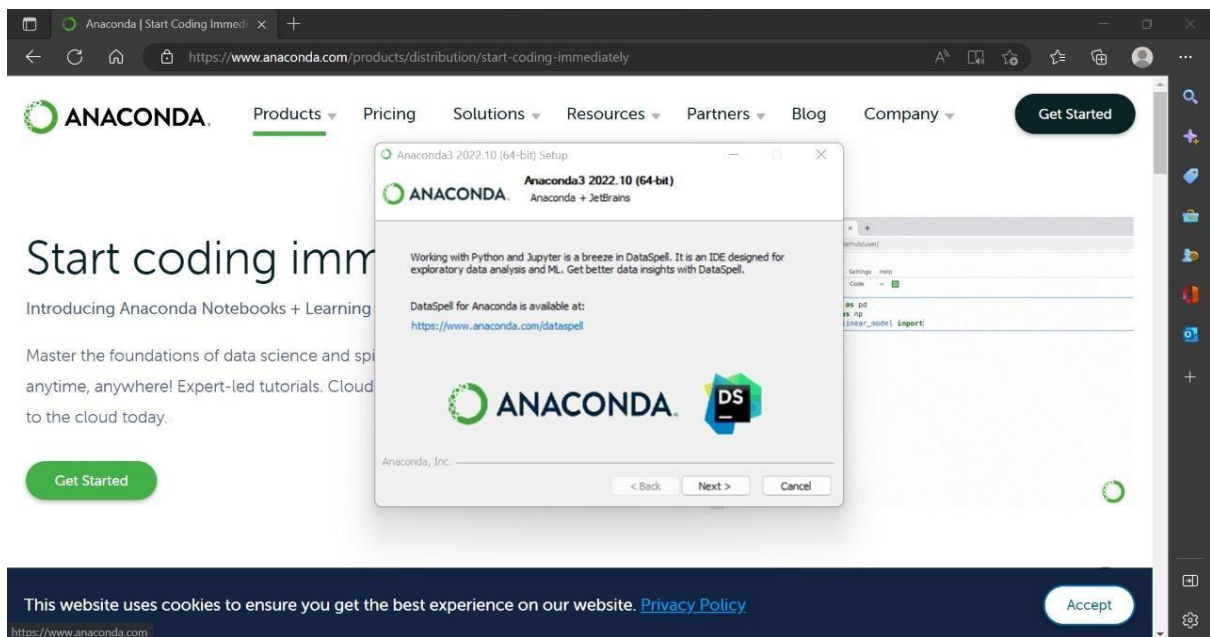 Anaconda | Start Coding Immedi
https://www.anaconda.com/products/distribution/start-coding-immediately
ANACONDA.
Products
Pricing
Solutions
Resources
Partners
Blog
Company
Get Started
Anaconda3 2022.10 (64-bit) Setup
ANACONDA.
Anaconda3 2022.10 (64-bit)
Anaconda + JetBrains
Working with Python and Jupyter is a breeze in DataSpell. It is an IDE designed for
exploratory data analysis and ML. Get better data insights with DataSpell.
DataSpell for Anaconda is available at:
https://www.anaconda.com/dataspell
ANACONDA.
DS
Anaconda, Inc.
< Back
Next >
Cancel
Start coding imm
Introducing Anaconda Notebooks + Learning
Master the foundations of data science and spi
anytime, anywhere! Expert-led tutorials. Cloud
to the cloud today.
Get Started
Settings Help
Code
as pd
as np
linear_model import
This website uses cookies to ensure you get the best experience on our website. Privacy Policy
Accept
https://www.anaconda.com